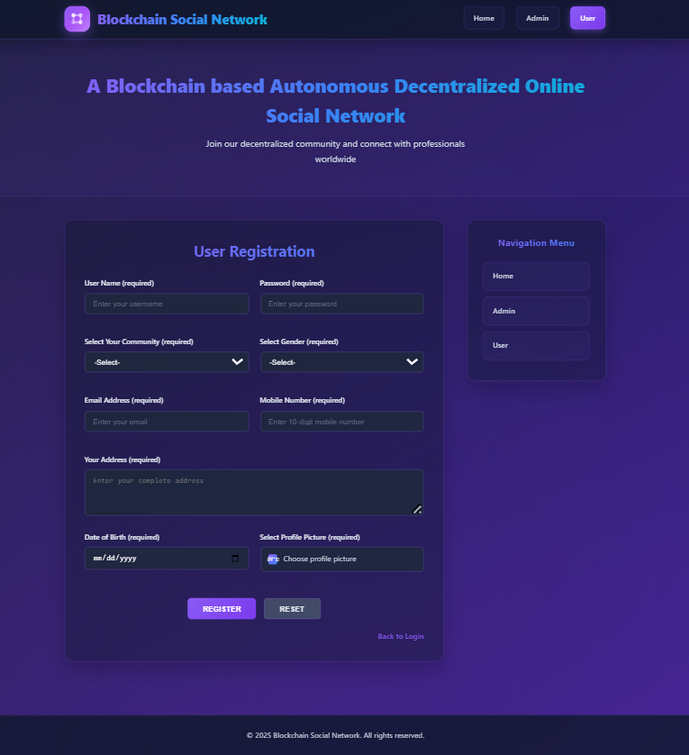 Blockchain Social Network
Home
Admin
User
A Blockchain based Autonomous Decentralized Online
Social Network
Join our decentralized community and connect with professionals
worldwide
User Registration
User Name (required)
Password (required)
Enter your username
Enter your password
Select Your Community (required)
Select Gender (required)
-Select-
-Select-
Email Address (required)
Mobile Number (required)
Enter your email
Enter 10-digit mobile number
Your Address (required)
Enter your complete address
Date of Birth (required)
Select Profile Picture (required)
mm/dd/yyyy
Choose profile picture
REGISTER
RESET
Back to Login
Navigation Menu
Home
Admin
User
© 2025 Blockchain Social Network. All rights reserved.